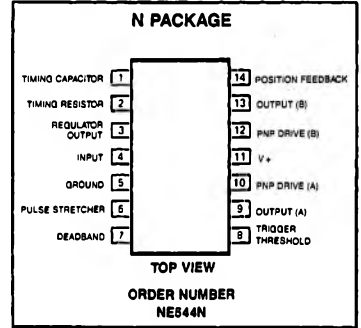 N PACKAGE
TIMING CAPACITOR 1
TIMING RESISTOR 2
REGULATOR
OUTPUT 3
INPUT 4
GROUND 5
PULSE STRETCHER 6
DEADBAND 7
14 POSITION FEEDBACK
13 OUTPUT (B)
12 PNP DRIVE (B)
11 V+
10 PNP DRIVE (A)
9 OUTPUT (A)
8 TRIGGER
THRESHOLD
TOP VIEW
ORDER NUMBER
NE544N